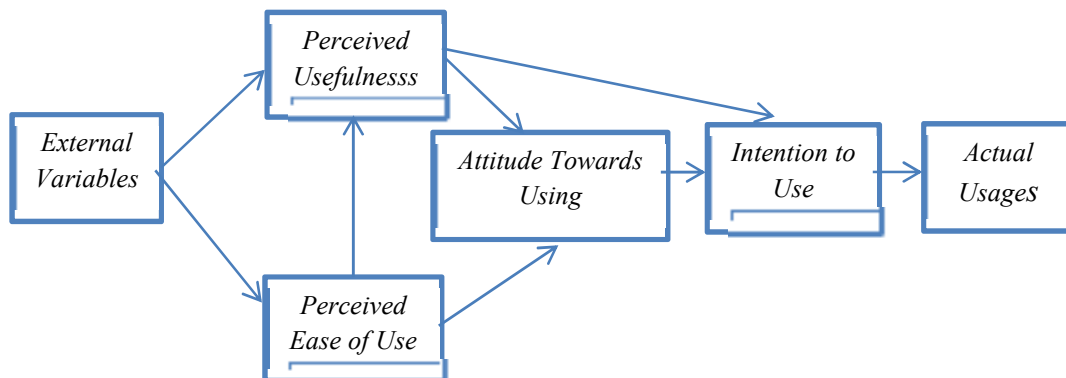 Perceived
Usefulnesss
External
Variables
Attitude Towards
Using
Intention to
Use
Actual
Usages
Perceived
Ease of Use